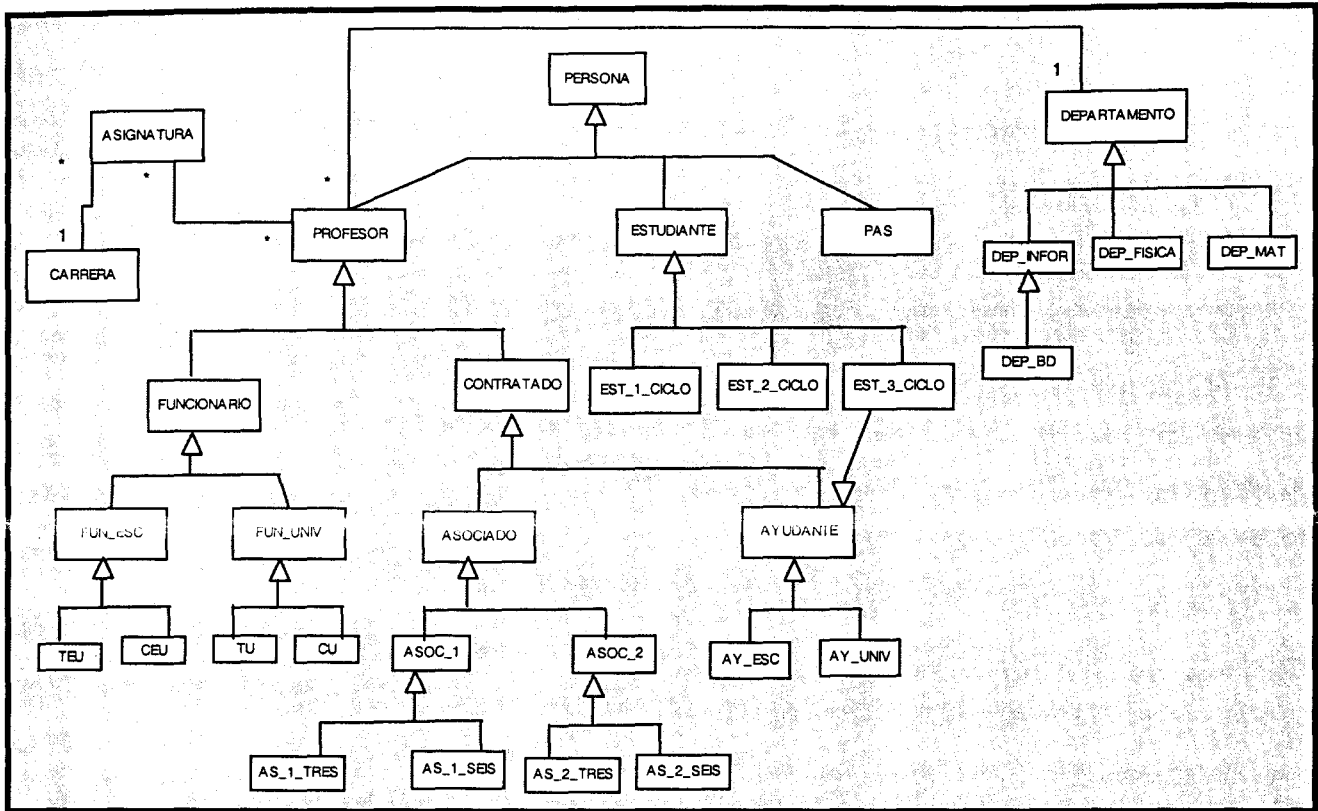 1
PERSONA
DEPARTAMENTO
ASIGNATURA
*
*
*
1
*
PROFESOR
ESTUDIANTE
PAS
DEP_INFOR
DEP_FISICA
DEP_MAT
CARRERA
DEP_BD
FUNCIONARIO
CONTRATADO
EST_1_CICLO
EST_2_CICLO
EST_3_CICLO
FUN_ESC
FUN_UNIV
ASOCIADO
AYUDANTE
TEU
CEU
TU
CU
ASOC_1
ASOC_2
AY_ESC
AY_UNIV
AS_1_TRES
AS_1_SEIS
AS_2_TRES
AS_2_SEIS